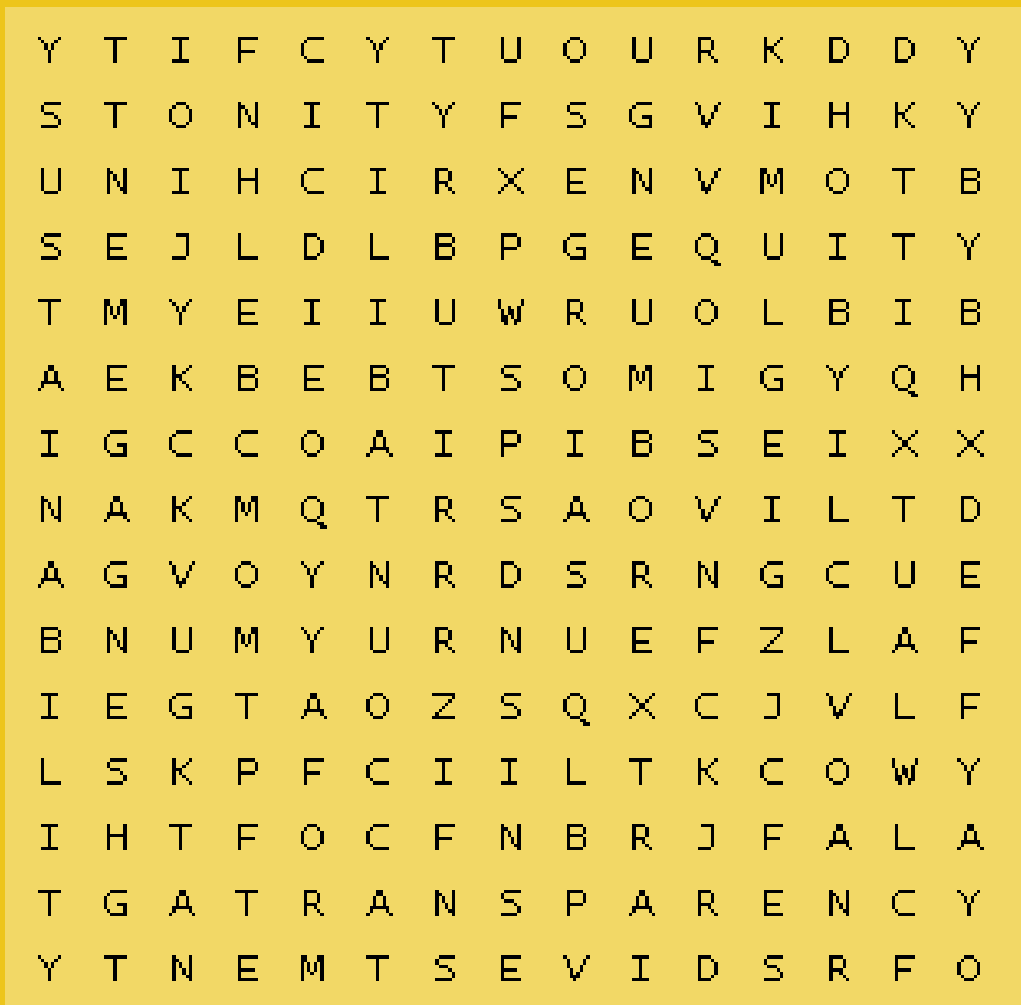 Y T I F C Y T U O U R K D D Y
S T O N I T Y F S G V I H K Y
U N I H C I R X E N V M O T B
S E J L D L B P G E Q U I T Y
T M Y E I I U W R U O L B I B
A E K B E B T S O M I G Y Q H
I G C C O A I P I B S E I X X
N A K M Q T R S A O V I L T D
A G V O Y N R D S R N G C U E
B N U M Y U R N U E F Z L A F
I E G T A O Z S Q X C J V L F
L S K P F C I I L T K C O W Y
I H T F O C F N B R J F A L A
T G A T R A N S P A R E N C Y
Y T N E M T S E V I D S R F O